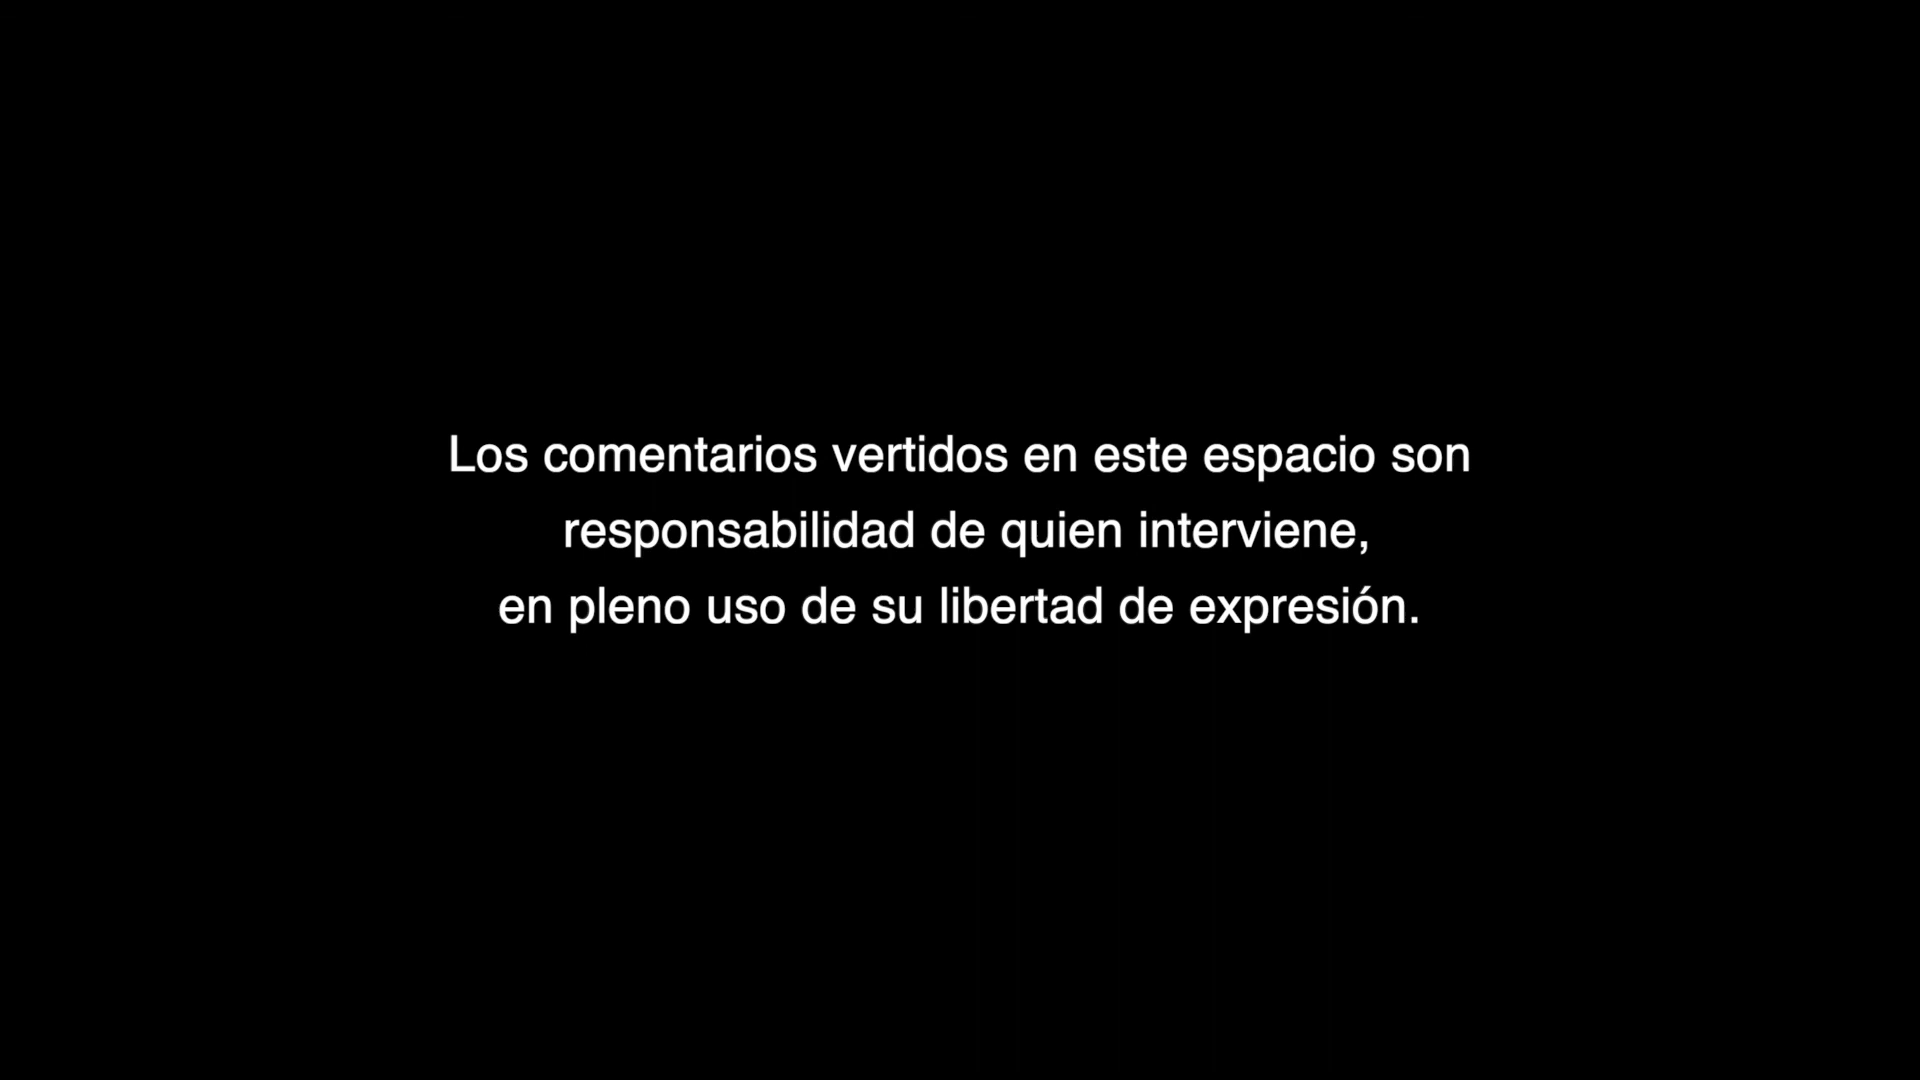 Los comentarios vertidos en este espacio son
responsabilidad de quien interviene,
en pleno uso de su libertad de expresión.